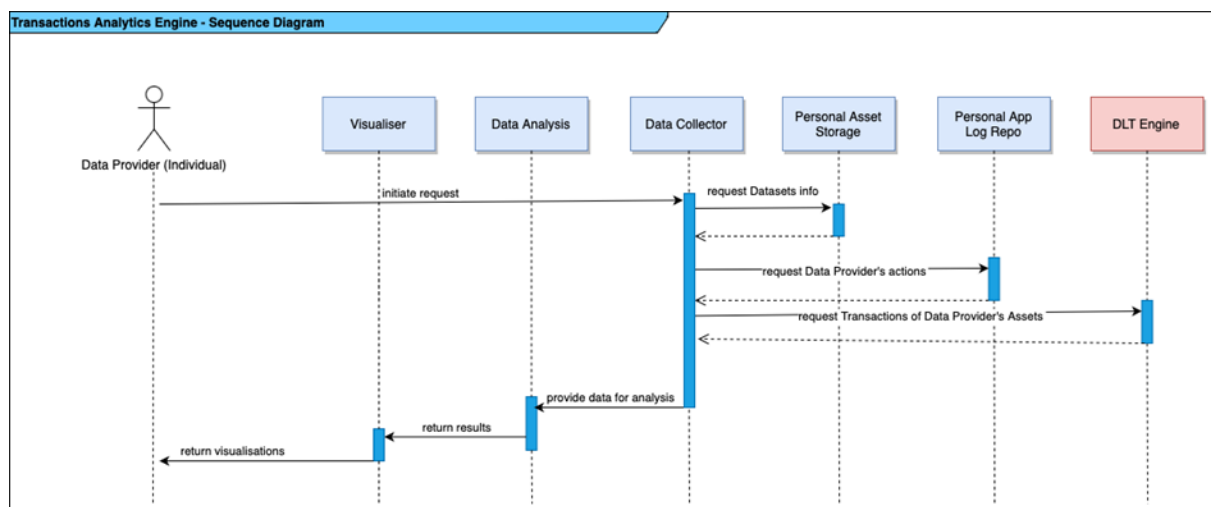 Transactions Analytics Engine - Sequence Diagram
Visualiser
Data Analysis
Data Collector
Personal Asset
Storage
Personal App
Log Repo
DLT Engine
Data Provider (Individual)
initiate request
request Datasets info
request Data Provider's actions
request Transactions of Data Provider's Assets
provide data for analysis
return results
return visualisations